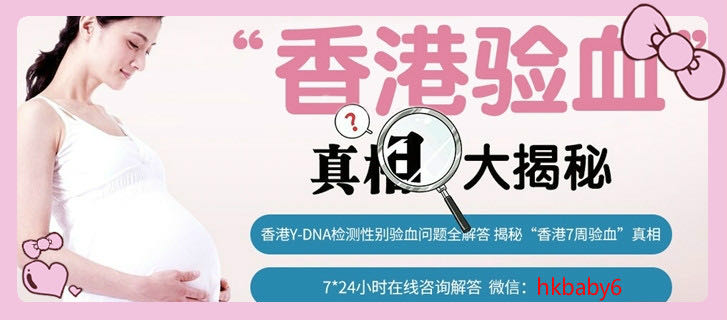 “香港验血”
?
真相大揭秘
香港Y-DNA检测性别验血问题全解答 揭秘“香港7周验血”真相
7*24小时在线咨询解答 微信：hkbaby6